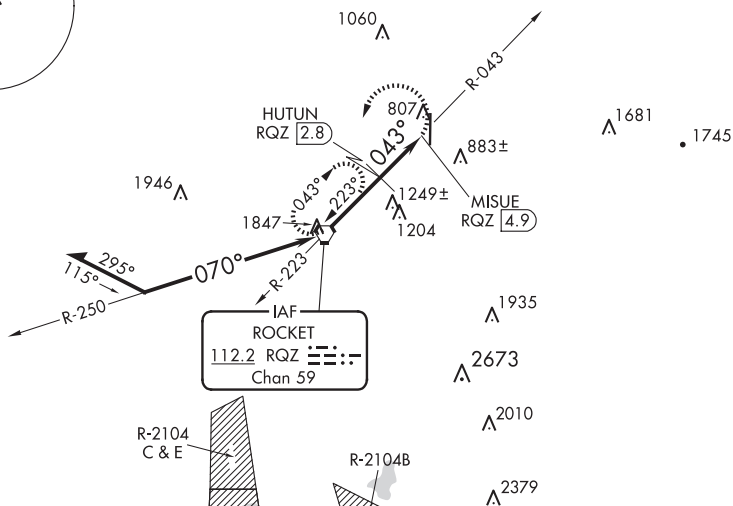 1060
R-043
HUTUN
RQZ 2.8
807
1681
1745
043°
883±
1946
043°
223°
1249±
MISUE
RQZ 4.9
1847
1204
295°
115°
070°
R-223
R-250
IAF
ROCKET
112.2 RQZ
Chan 59
1935
2673
2010
R-2104
C & E
R-2104B
2379